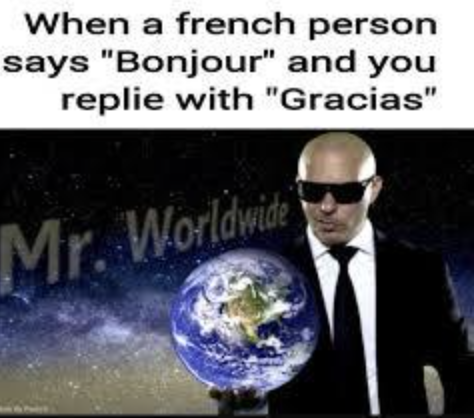 When a french person
says "Bonjour" and you
replie with "Gracias"
Mr. Worldwide